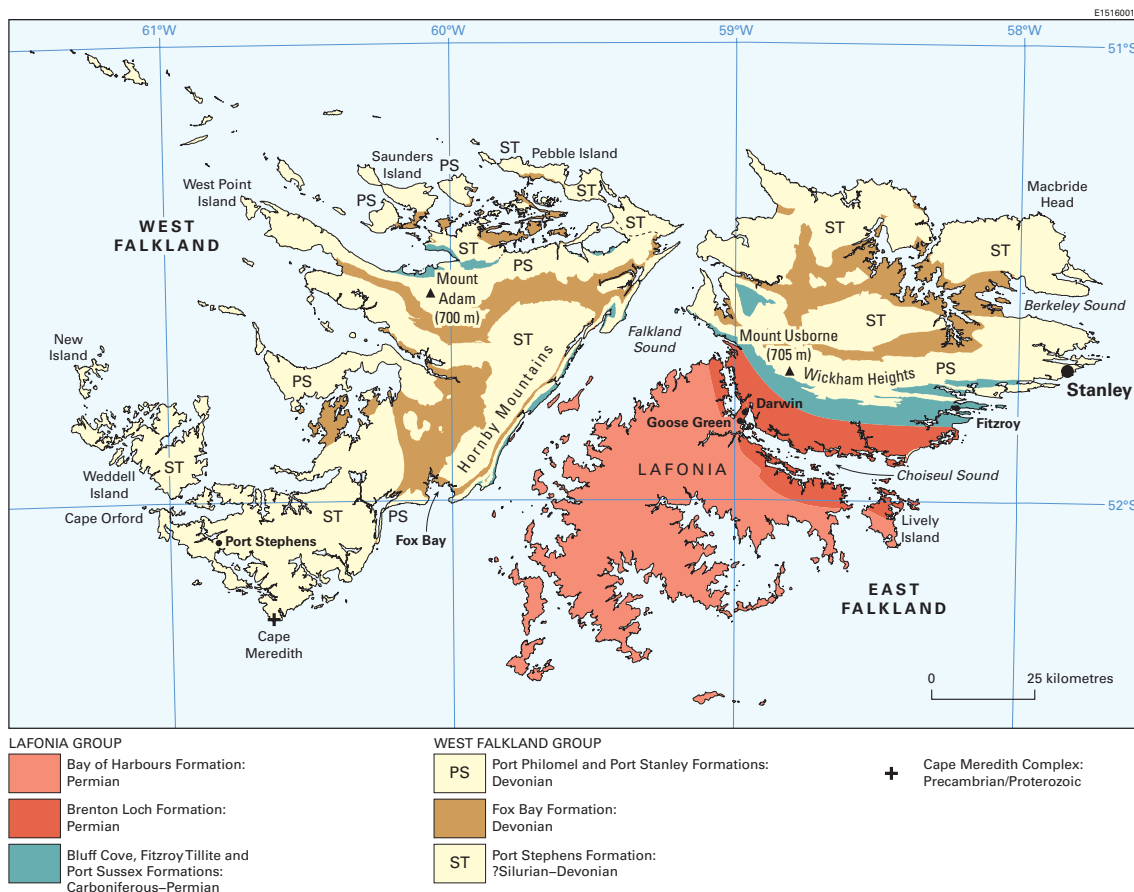 E1516001
61°W
60°W
59°W
58°W
51°S
ST
Pebble Island
Saunders
Island
PS
West Point
Island
PS
ST
Macbride
Head
WEST
FALKLAND
ST
ST
PS
ST
ST
Mount
Adam
(700 m)
Berkeley Sound
ST
ST
Falkland
Sound
Mount Usborne
(705 m)
New
Island
PS
Wickham Heights
PS
Stanley
Hornby Mountains
Darwin
Goose Green
Fitzroy
LAFONIA
Weddell
Island
ST
Choiseul Sound
52°S
Cape Orford
ST
PS
Fox Bay
Lively
Island
Port Stephens
EAST
FALKLAND
Cape
Meredith
0
25 kilometres
LAFONIA GROUP
Bay of Harbours Formation:
Permian
Brenton Loch Formation:
Permian
Bluff Cove, Fitzroy Tillite and
Port Sussex Formations:
Carboniferous–Permian
WEST FALKLAND GROUP
PS
Port Philomel and Port Stanley Formations:
Devonian
Fox Bay Formation:
Devonian
ST
Port Stephens Formation:
?Silurian–Devonian
Cape Meredith Complex:
Precambrian/Proterozoic